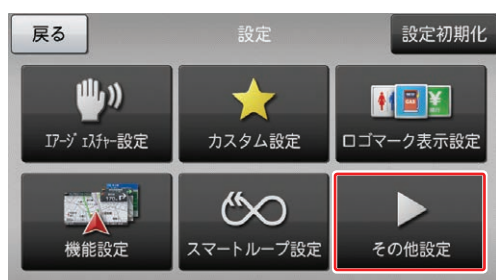 戻る
設定
設定初期化
ｴｱｰｼﾞｪｽﾁｬｰ設定
カスタム設定
ロゴマーク表示設定
機能設定
スマートループ設定
その他設定